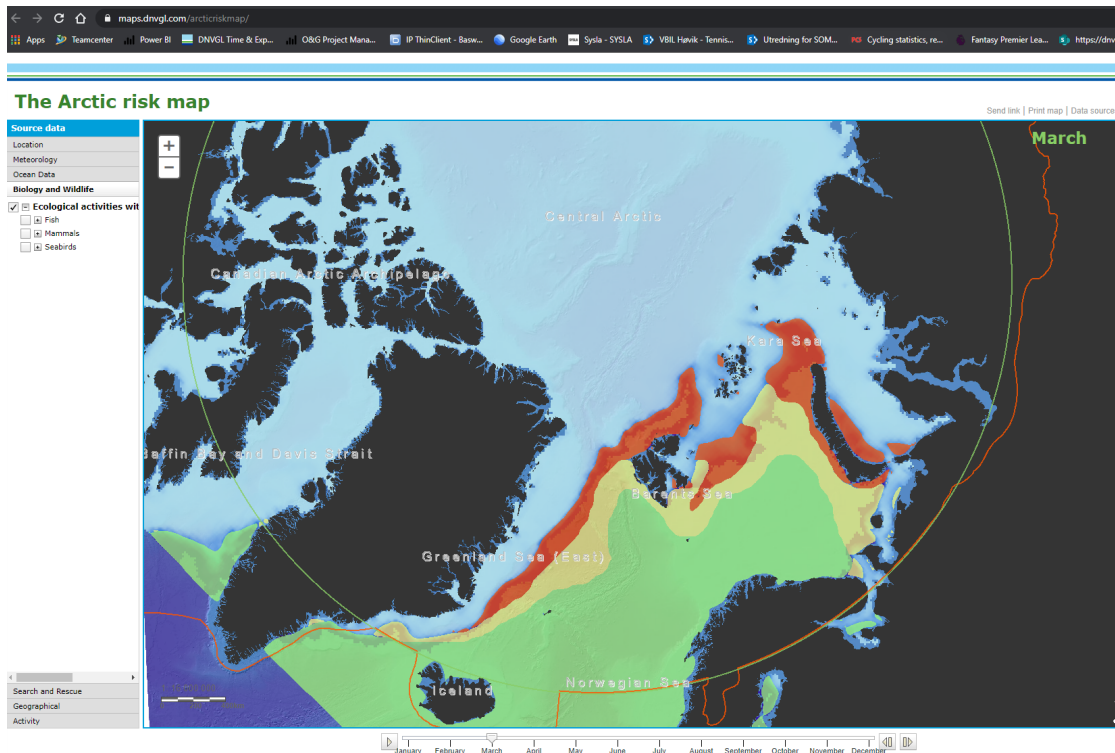 maps.dnvgl.com/arcticriskmap/
Apps Teamcenter Power BI DNVGL Time & Exp... O&G Project Mana... IP ThinClient - Basw... Google Earth Sysla - SYSLA VBIL Høvik - Tennis... Utredning for SOM... Cycling statistics, re... Fantasy Premier Lea... https://dnv
The Arctic risk map
Send link | Print map | Data source
Source data
Location
Meteorology
Ocean Data
Biology and Wildlife
Ecological activities wit
Fish
Mammals
Seabirds
Search and Rescue
Geographical
Activity
+
−
March
Central Arctic
Canadian Arctic Archipelago
Kara Sea
Baffin Bay and Davis Strait
Barents Sea
Greenland Sea (East)
Norwegian Sea
Iceland
January February March April May June July August September October November December